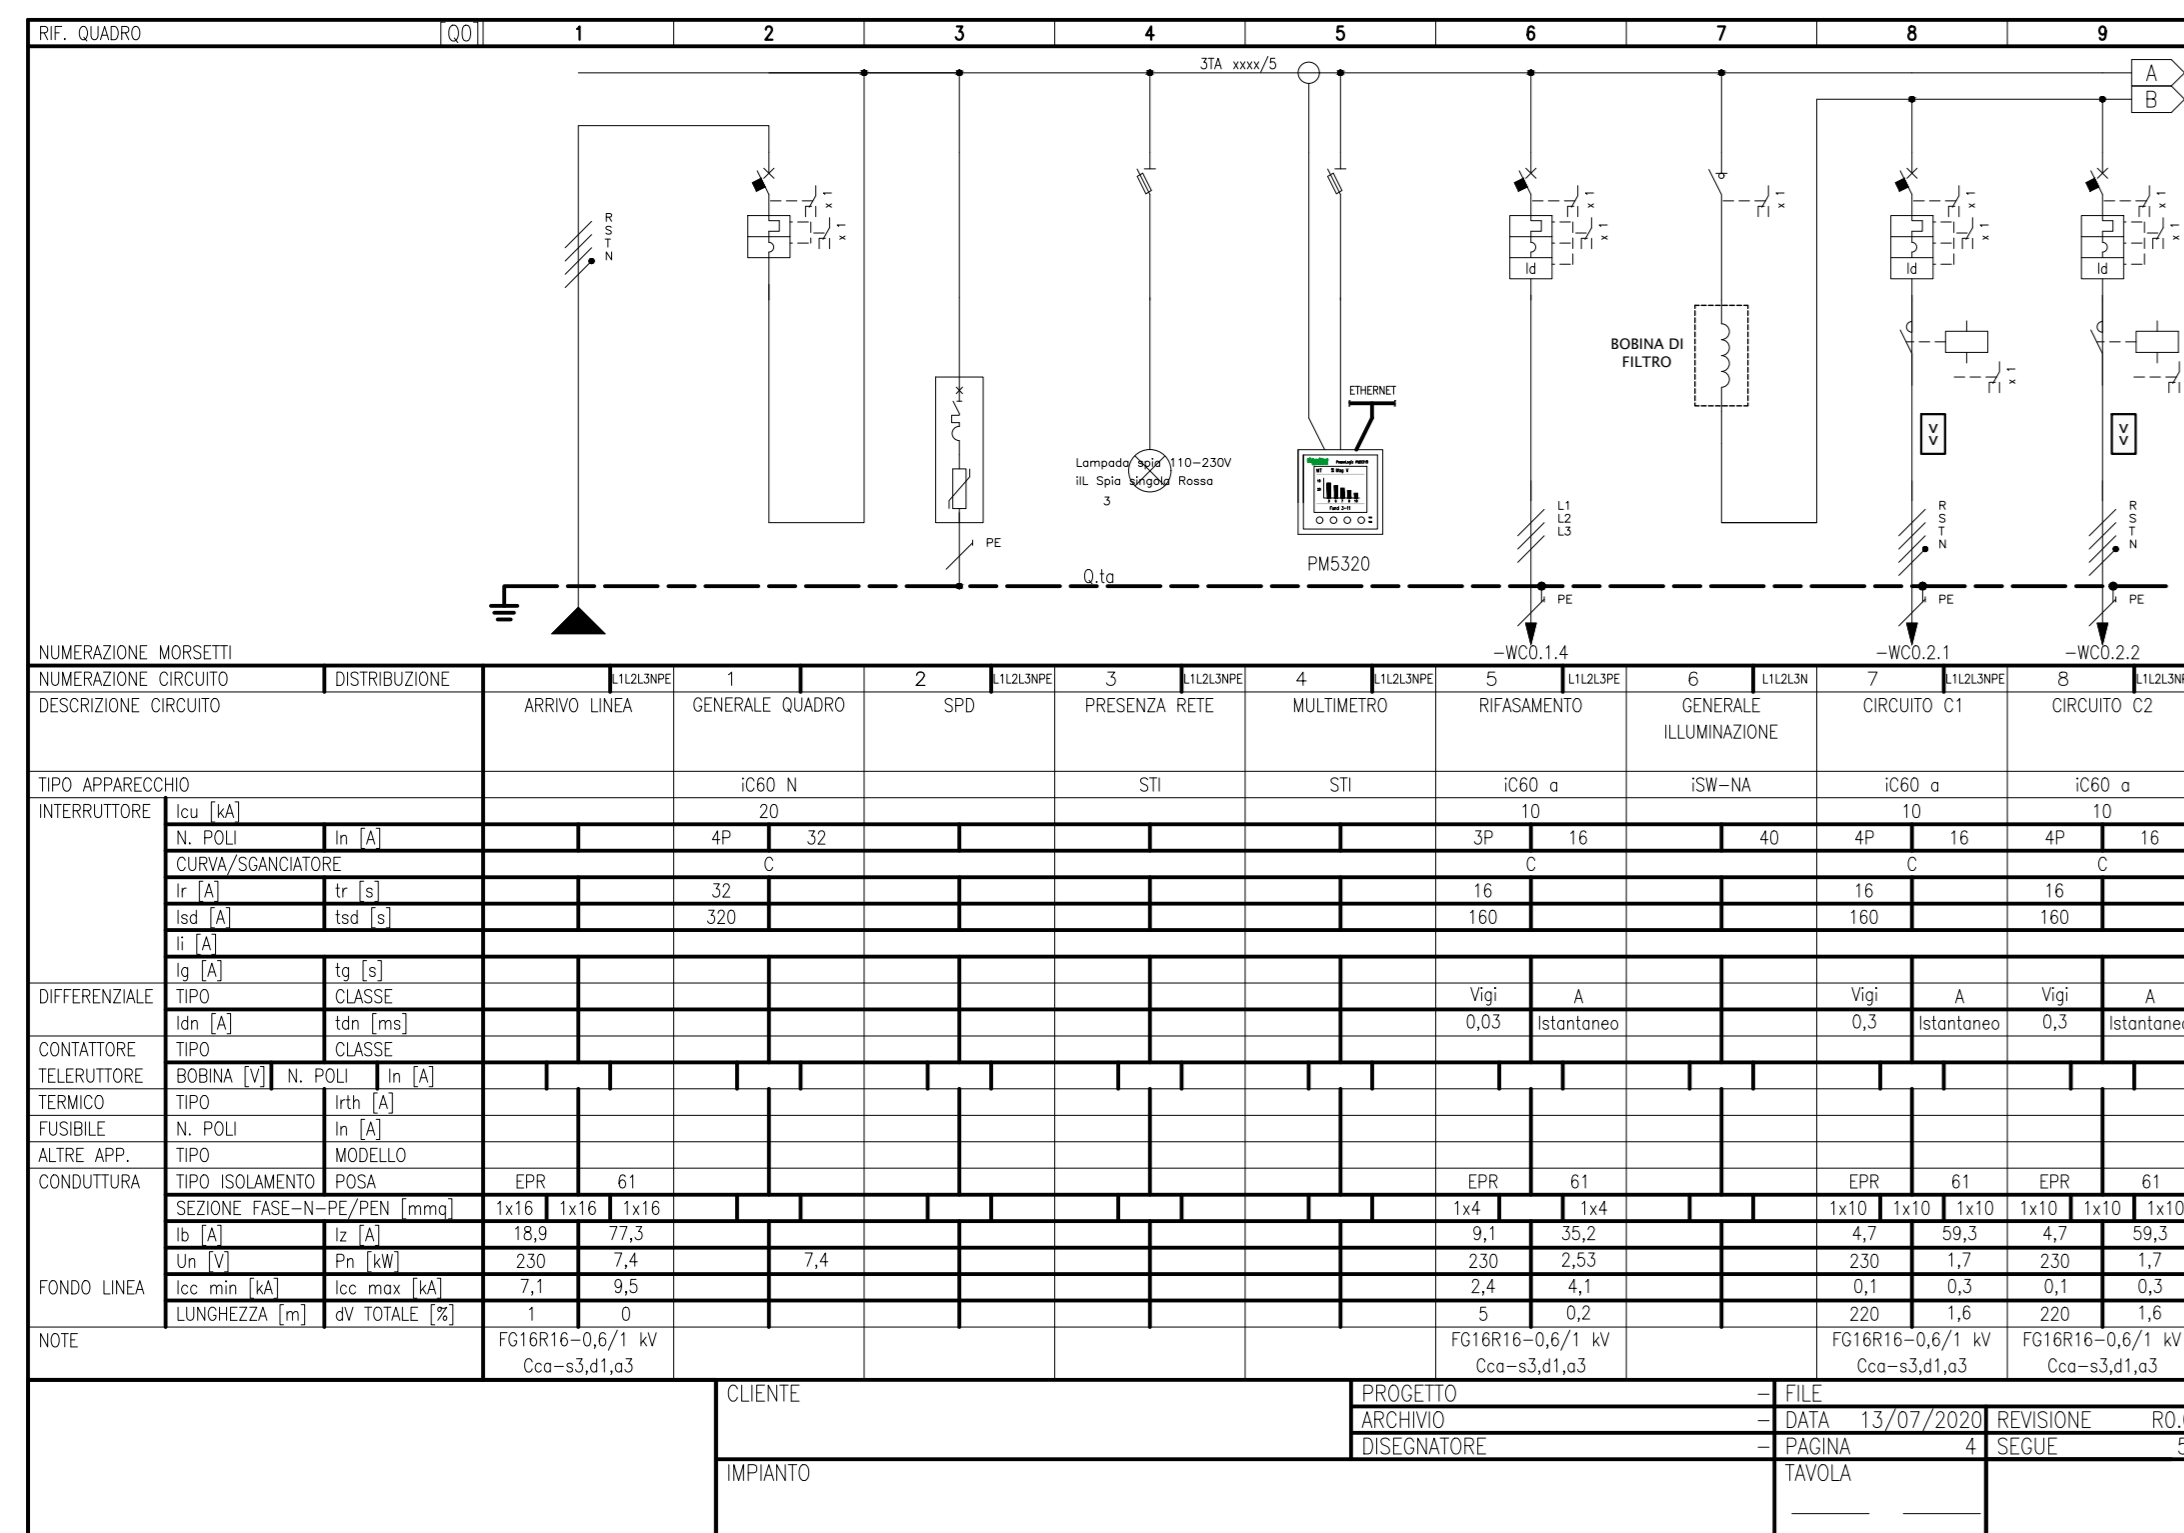 RIF. QUADRO Q0 1 2 3 4 5 6 7 8 9
3TA xxxx/5
A
B
x 1 x 1 x 1 x 1 x 1
x 1 x 1 x 1
R
S
T
N
Id Id Id
BOBINA DI
FILTRO
x 1
ETHERNET
V V V V
Lampada spia 110-230V
iIL Spia singola Rossa
3
L1
L2
L3
R
S
T
N
R
S
T
N
PE
PM5320
Q.ta
PE PE PE
NUMERAZIONE MORSETTI -WC0.1.4 -WC0.2.1 -WC0.2.2
NUMERAZIONE CIRCUITO DISTRIBUZIONE L1L2L3NPE 1 2 L1L2L3NPE 3 L1L2L3NPE 4 L1L2L3NPE 5 L1L2L3PE 6 L1L2L3N 7 L1L2L3NPE 8
DESCRIZIONE CIRCUITO ARRIVO LINEA GENERALE QUADRO SPD PRESENZA RETE MULTIMETRO RIFASAMENTO GENERALE CIRCUITO C1 CIRCUITO C2
ILLUMINAZIONE
TIPO APPARECCHIO iC60 N STI STI iC60 a iSW-NA iC60 a iC60 a
INTERRUTTORE Icu [kA] 20 10 10 10
N. POLI In [A] 4P 32 3P 16 40 4P 16 4P 16
CURVA/SGANCIATORE C C C C
Ir [A] tr [s] 32 16 16 16
Isd [A] tsd [s] 320 160 160 160
Ii [A]
Ig [A] tg [s]
DIFFERENZIALE TIPO CLASSE Vigi A Vigi A Vigi A
Idn [A] tdn [ms] 0,03 Istantaneo 0,3 Istantaneo 0,3 Istantaneo
CONTATTORE TIPO CLASSE
TELERUTTORE BOBINA [V] N. POLI In [A]
TERMICO TIPO Irth [A]
FUSIBILE N. POLI In [A]
ALTRE APP. TIPO MODELLO
CONDUTTURA TIPO ISOLAMENTO POSA EPR 61 EPR 61 EPR 61 EPR 61
SEZIONE FASE-N-PE/PEN [mmq] 1x16 1x16 1x16 1x4 1x4 1x10 1x10 1x10 1x10 1x10 1x10
Ib [A] Iz [A] 18,9 77,3 9,1 35,2 4,7 59,3 4,7 59,3
Un [V] Pn [kW] 230 7,4 7,4 230 2,53 230 1,7 230 1,7
FONDO LINEA Icc min [kA] Icc max [kA] 7,1 9,5 2,4 4,1 0,1 0,3 0,1 0,3
LUNGHEZZA [m] dV TOTALE [%] 1 0 5 0,2 220 1,6 220 1,6
NOTE FG16R16-0,6/1 kV FG16R16-0,6/1 kV FG16R16-0,6/1 kV FG16R16-0,6/1 kV
Cca-s3,d1,a3 Cca-s3,d1,a3 Cca-s3,d1,a3 Cca-s3,d1,a3
CLIENTE PROGETTO - FILE
ARCHIVIO - DATA 13/07/2020 REVISIONE
DISEGNATORE - PAGINA 4 SEGUE 5
IMPIANTO TAVOLA